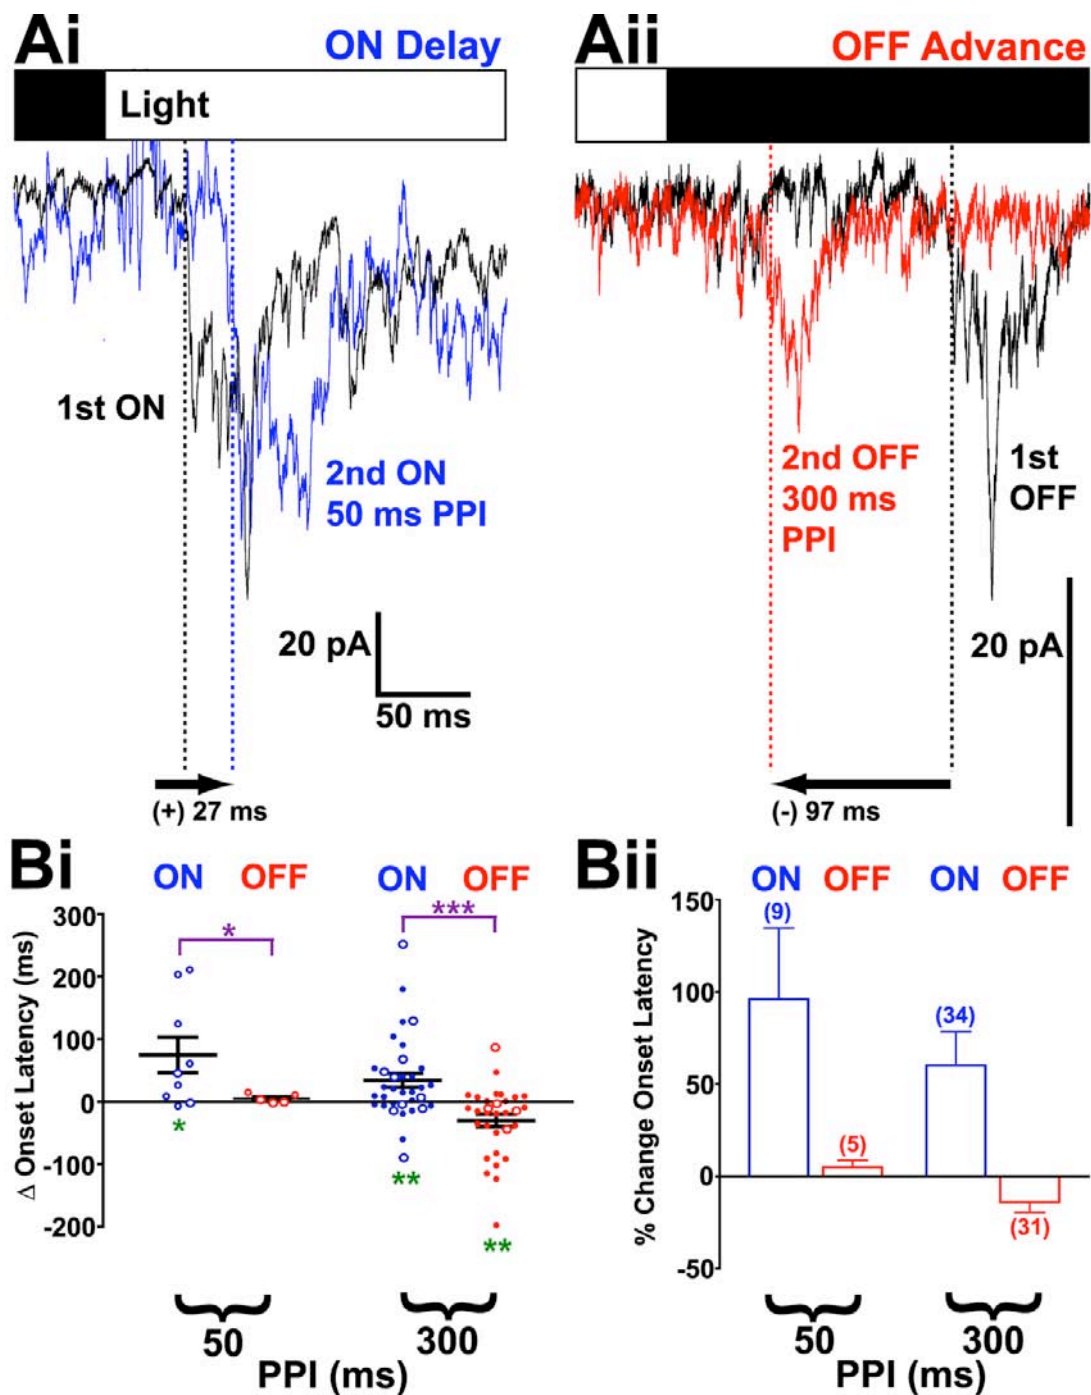 Ai
ON Delay
Light
1st ON
2nd ON
50 ms PPI
20 pA
50 ms
(+) 27 ms
Aii
OFF Advance
2nd OFF
300 ms
PPI
1st
OFF
20 pA
(-) 97 ms
Bi
ON OFF ON OFF
Δ Onset Latency (ms)
300
200
100
0
-100
-200
*
***
*
**
**
50 300
PPI (ms)
Bii
ON OFF ON OFF
% Change Onset Latency
150
100
50
0
-50
(9)
(5)
(34)
(31)
50 300
PPI (ms)